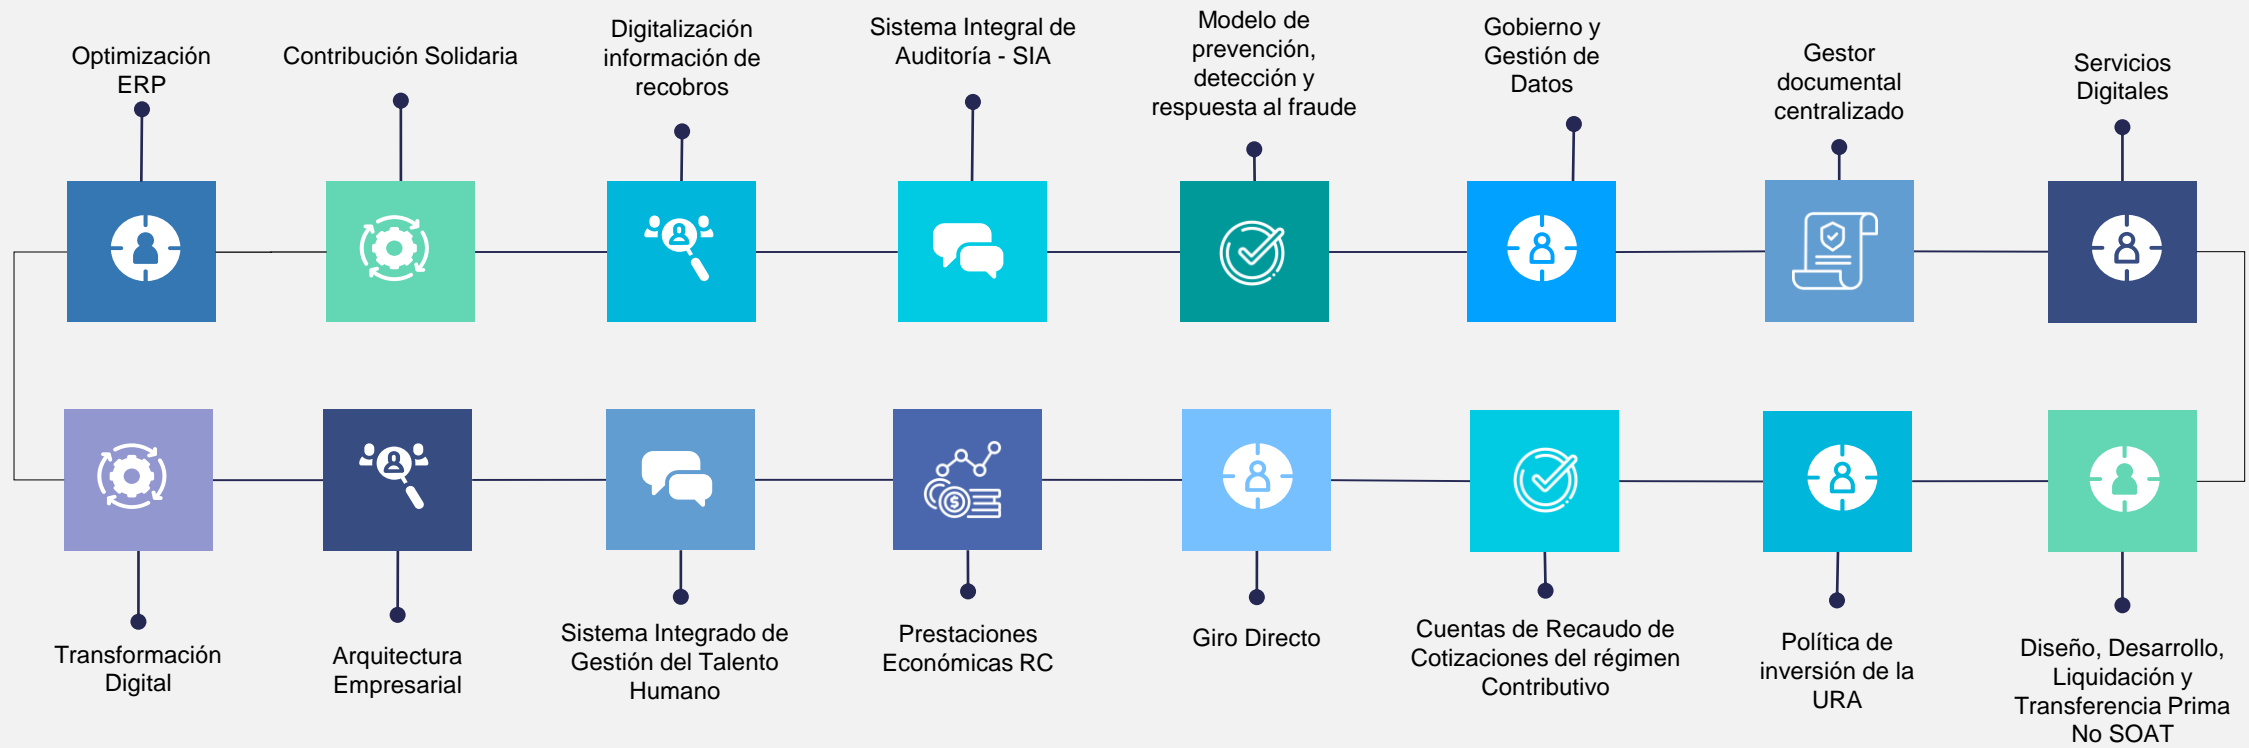 Optimización
ERP
Contribución Solidaria
Digitalización
información de
recobros
Sistema Integral de
Auditoría - SIA
Modelo de
prevención,
detección y
respuesta al fraude
Gobierno y
Gestión de
Datos
Gestor
documental
centralizado
Servicios
Digitales
Transformación
Digital
Arquitectura
Empresarial
Sistema Integrado de
Gestión del Talento
Humano
Prestaciones
Económicas RC
Giro Directo
Cuentas de Recaudo de
Cotizaciones del régimen
Contributivo
Política de
inversión de la
URA
Diseño, Desarrollo,
Liquidación y
Transferencia Prima
No SOAT